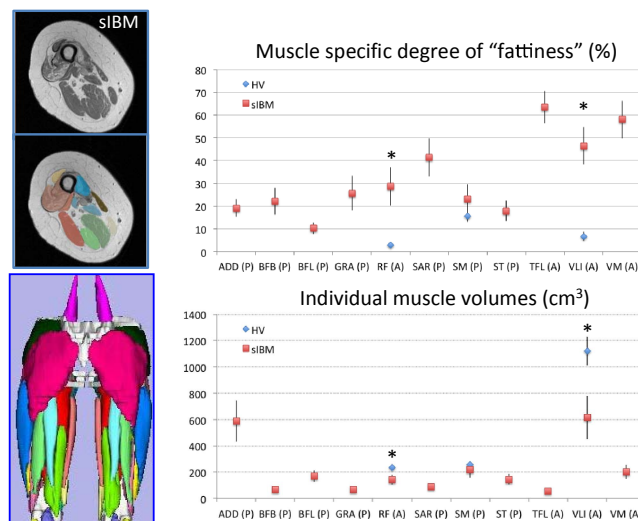 sIBM
Muscle specific degree of “fattiness” (%)
80
70
60
50
40
30
20
10
0
HV
sIBM
*
*
ADD (P) BFB (P) BFL (P) GRA (P) RF (A) SAR (P) SM (P) ST (P) TFL (A) VLI (A) VM (A)
Individual muscle volumes (cm³)
1400
1200
1000
800
600
400
200
0
HV
sIBM
*
*
ADD (P) BFB (P) BFL (P) GRA (P) RF (A) SAR (P) SM (P) ST (P) TFL (A) VLI (A) VM (A)